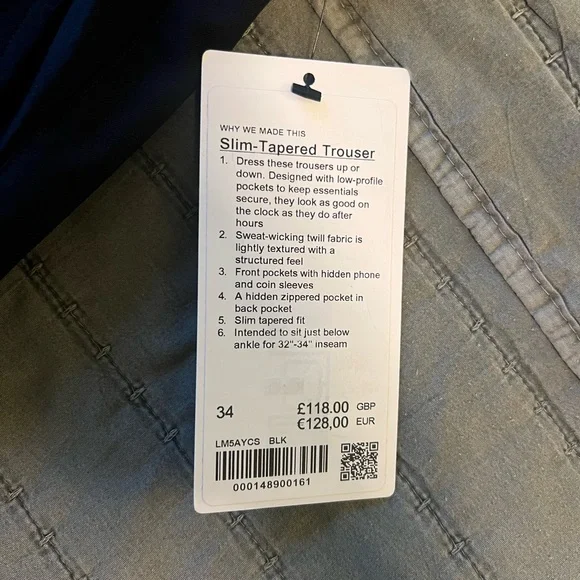 WHY WE MADE THIS
Slim-Tapered Trouser
1. Dress these trousers up or
down. Designed with low-profile
pockets to keep essentials
secure, they look as good on
the clock as they do after
hours
2. Sweat-wicking twill fabric is
lightly textured with a
structured feel
3. Front pockets with hidden phone
and coin sleeves
4. A hidden zippered pocket in
back pocket
5. Slim tapered fit
6. Intended to sit just below
ankle for 32"-34" inseam
34 £118.00 GBP
€128,00 EUR
LM5AYCS BLK
000148900161